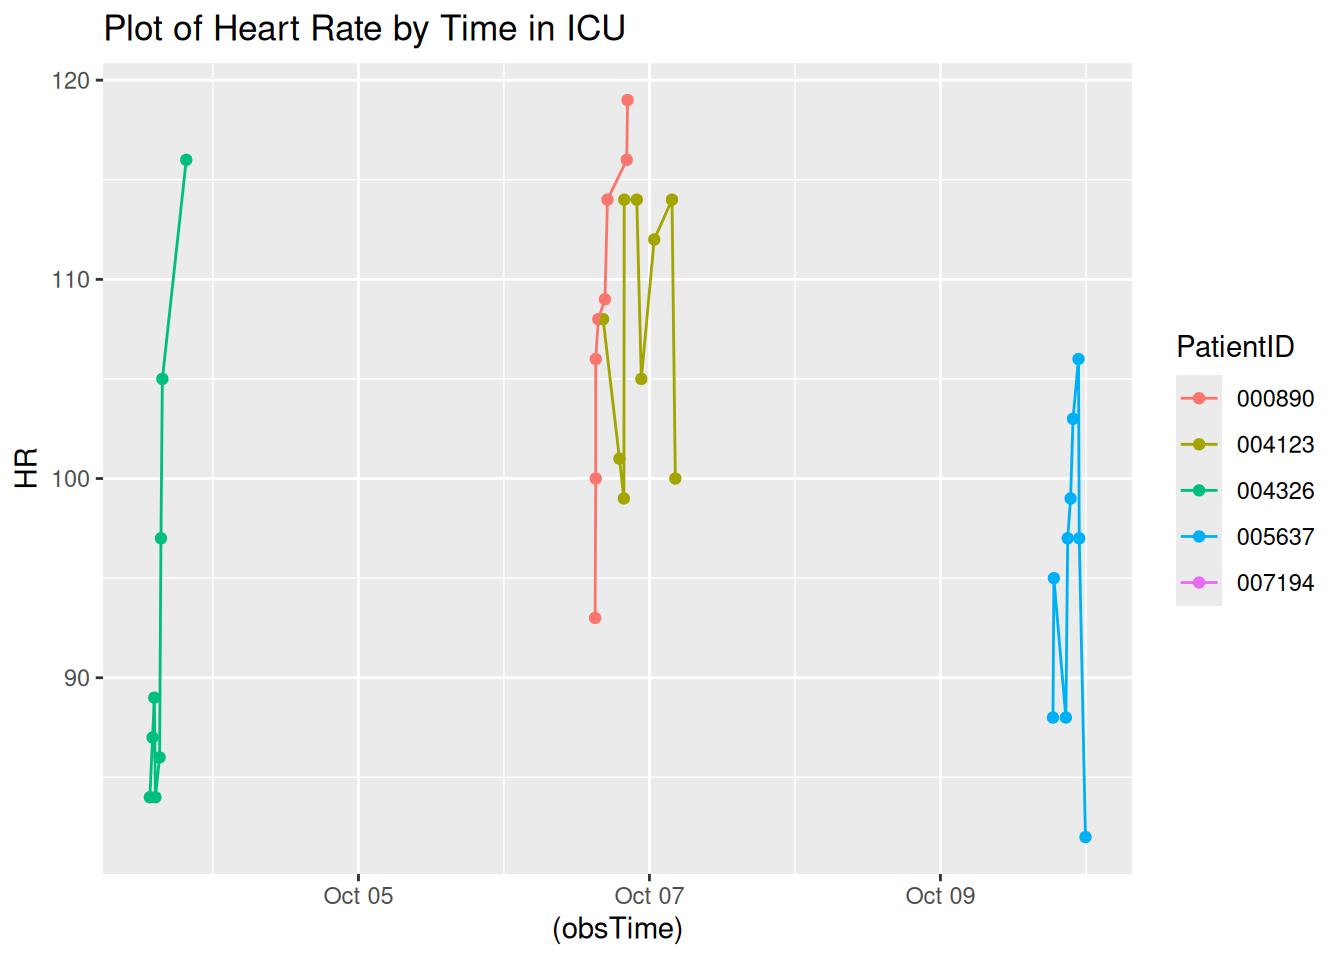 Plot of Heart Rate by Time in ICU
120
110
100
90
HR
Oct 05
Oct 07
Oct 09
(obsTime)
PatientID
000890
004123
004326
005637
007194